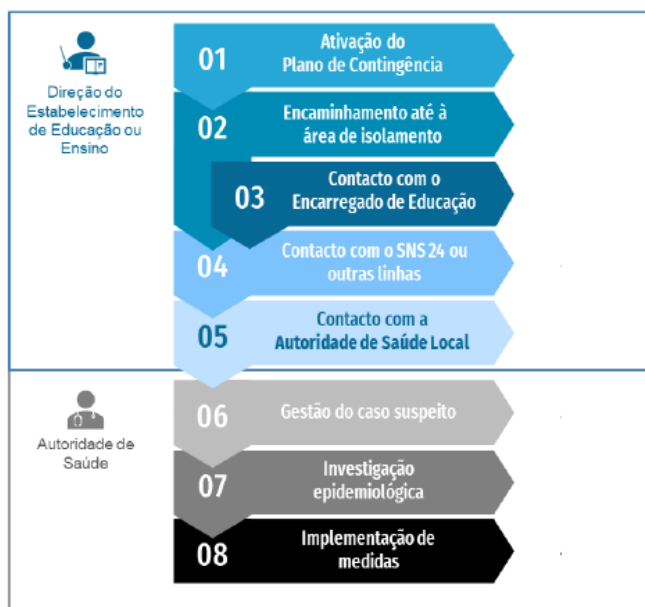 Direção do
Estabelecimento
de Educação ou
Ensino
01
Ativação do
Plano de Contingência
02
Encaminhamento até à
área de isolamento
03
Contacto com o
Encarregado de Educação
04
Contacto com o SNS 24 ou
outras linhas
05
Contacto com a
Autoridade de Saúde Local
Autoridade de
Saúde
06
Gestão do caso suspeito
07
Investigação
epidemiológica
08
Implementação de
medidas